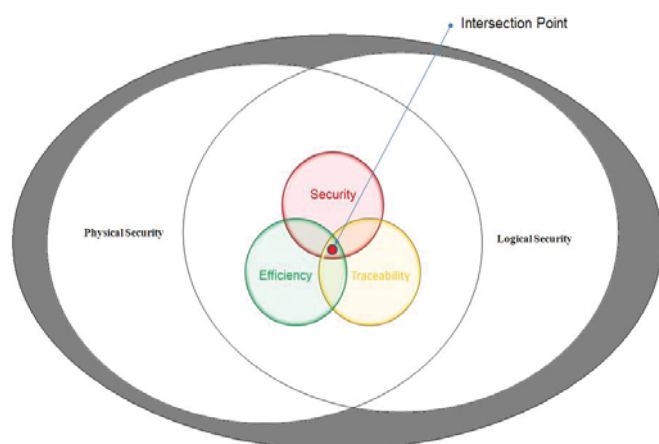 Intersection Point
Security
Physical Security
Logical Security
Efficiency
Traceability